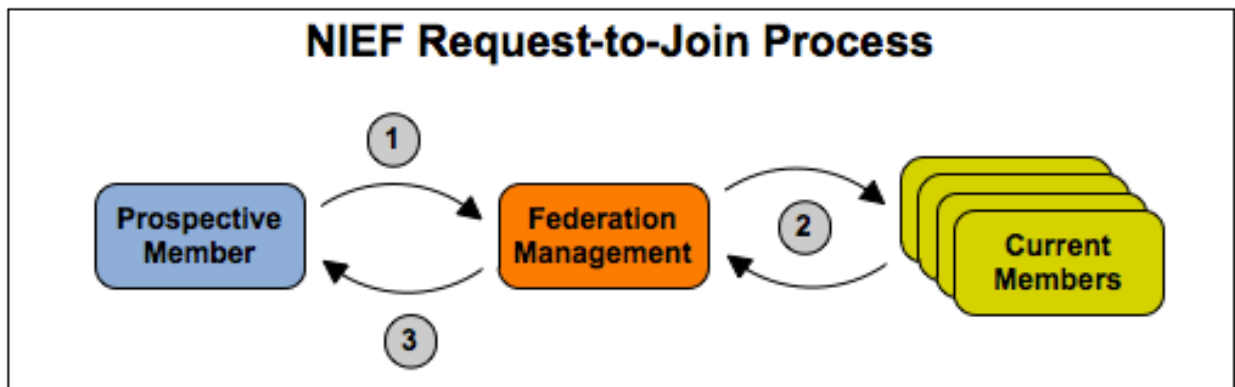 NIEF Request-to-Join Process
1
Prospective
Member
Federation
Management
2
Current
Members
3